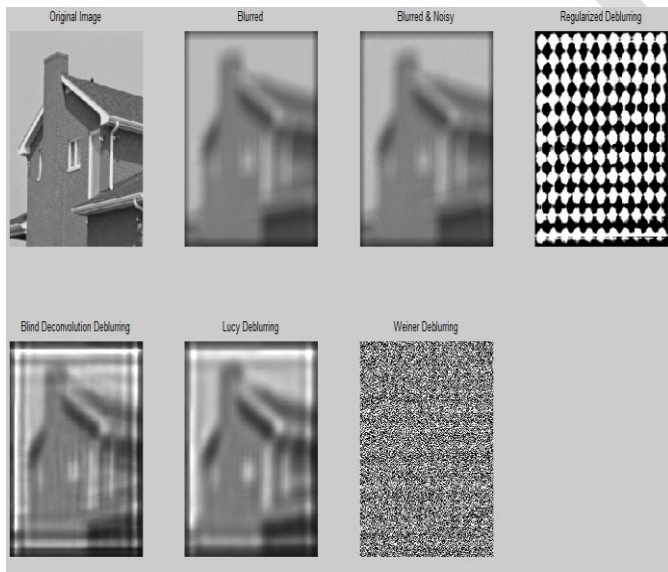 Original Image
Blurred
Blurred & Noisy
Regularized Deblurring
Blind Deconvolution Deblurring
Lucy Deblurring
Weiner Deblurring